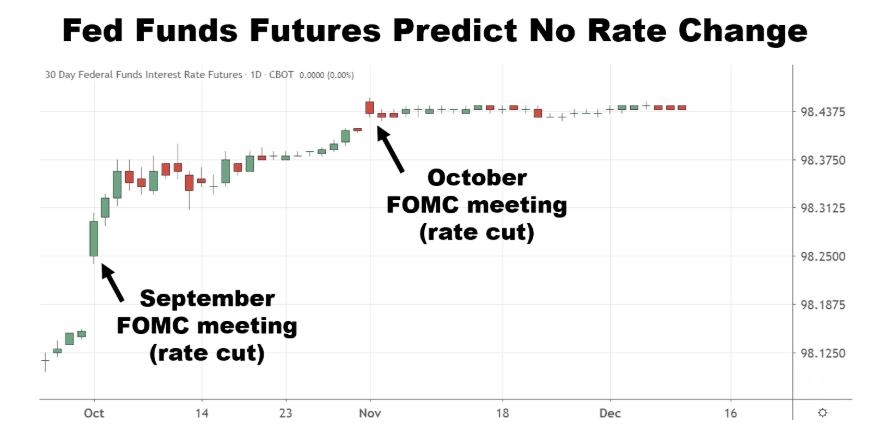 Fed Funds Futures Predict No Rate Change
30 Day Federal Funds Interest Rate Futures · 1D · CBOT 0.0000 (0.00%)
98.4375
98.3750
October
FOMC meeting
(rate cut)
98.3125
98.2500
September
FOMC meeting
(rate cut)
98.1875
98.1250
Oct 14 23 Nov 18 Dec 16